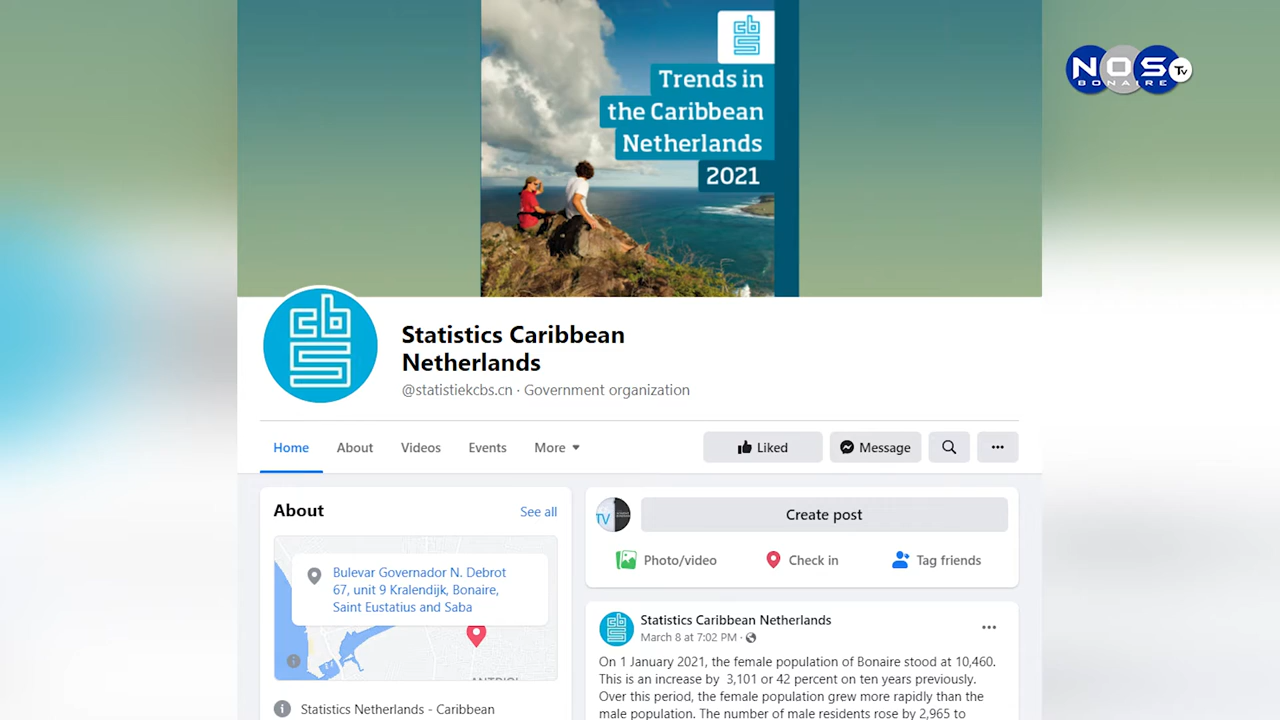 cbs
Trends in
the Caribbean
Netherlands
2021
NOS TV
BONAIRE
cbs
Statistics Caribbean
Netherlands
@statistiekcbs.cn · Government organization
Home About Videos Events More
Liked Message ...
About See all
Bulevar Governador N. Debrot
67, unit 9 Kralendijk, Bonaire,
Saint Eustatius and Saba
Statistics Netherlands - Caribbean
TV Create post
Photo/video Check in Tag friends
cbs Statistics Caribbean Netherlands ...
March 8 at 7:02 PM ·
On 1 January 2021, the female population of Bonaire stood at 10,460.
This is an increase by 3,101 or 42 percent on ten years previously.
Over this period, the female population grew more rapidly than the
male population. The number of male residents rose by 2,965 to